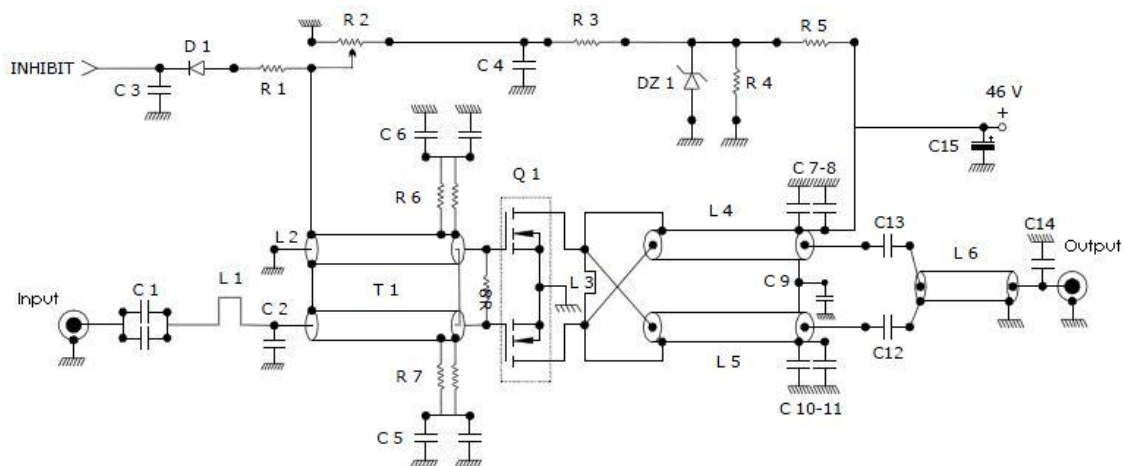 R 2
R 3
R 5
D 1
INHIBIT
C 3
R 1
C 4
DZ 1
R 4
46 V
+
C15
+
C 6
Q 1
C 7-8
R 6
L 4
C13
C14
Output
L 2
L 6
L 1
L 3
Input
C 1
C 2
T 1
R8
C 9
C12
R 7
L 5
C 5
C 10-11